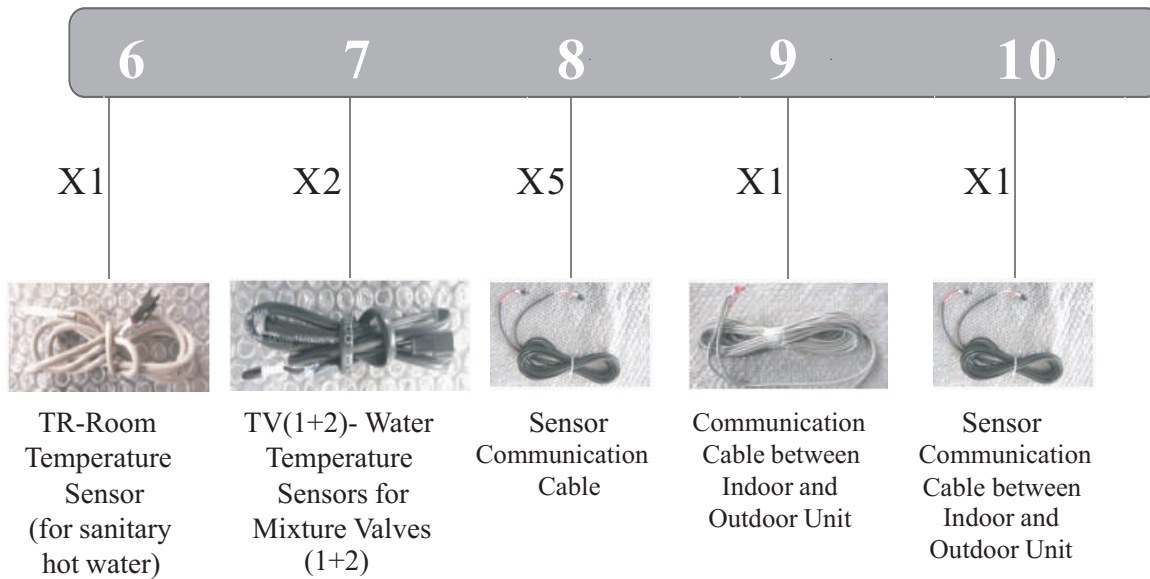 6 7 8 9 10
X1 X2 X5 X1 X1
TR-Room
Temperature
Sensor
(for sanitary
hot water)
TV(1+2)- Water
Temperature
Sensors for
Mixture Valves
(1+2)
Sensor
Communication
Cable
Communication
Cable between
Indoor and
Outdoor Unit
Sensor
Communication
Cable between
Indoor and
Outdoor Unit